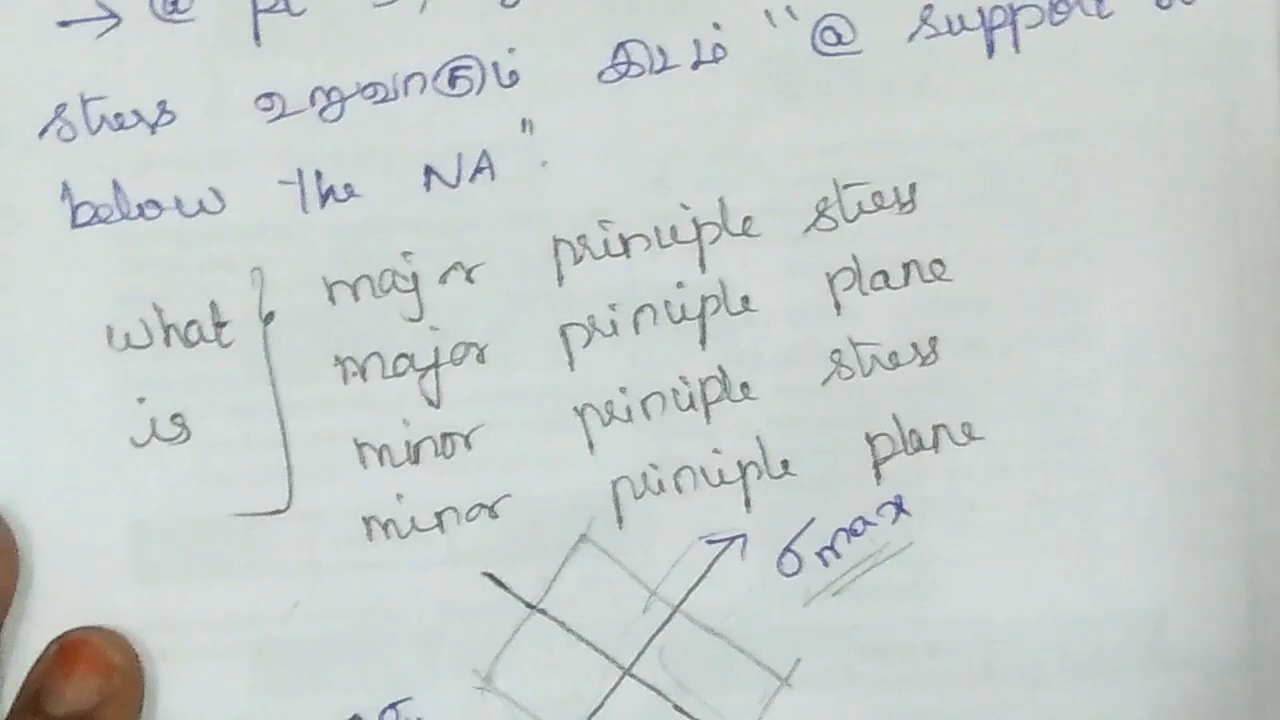 → @ pt
stress உருவாகும் இடம் "@ support
below the NA".
what is
major principle stress
major principle plane
minor principle stress
minor principle plane
σmax